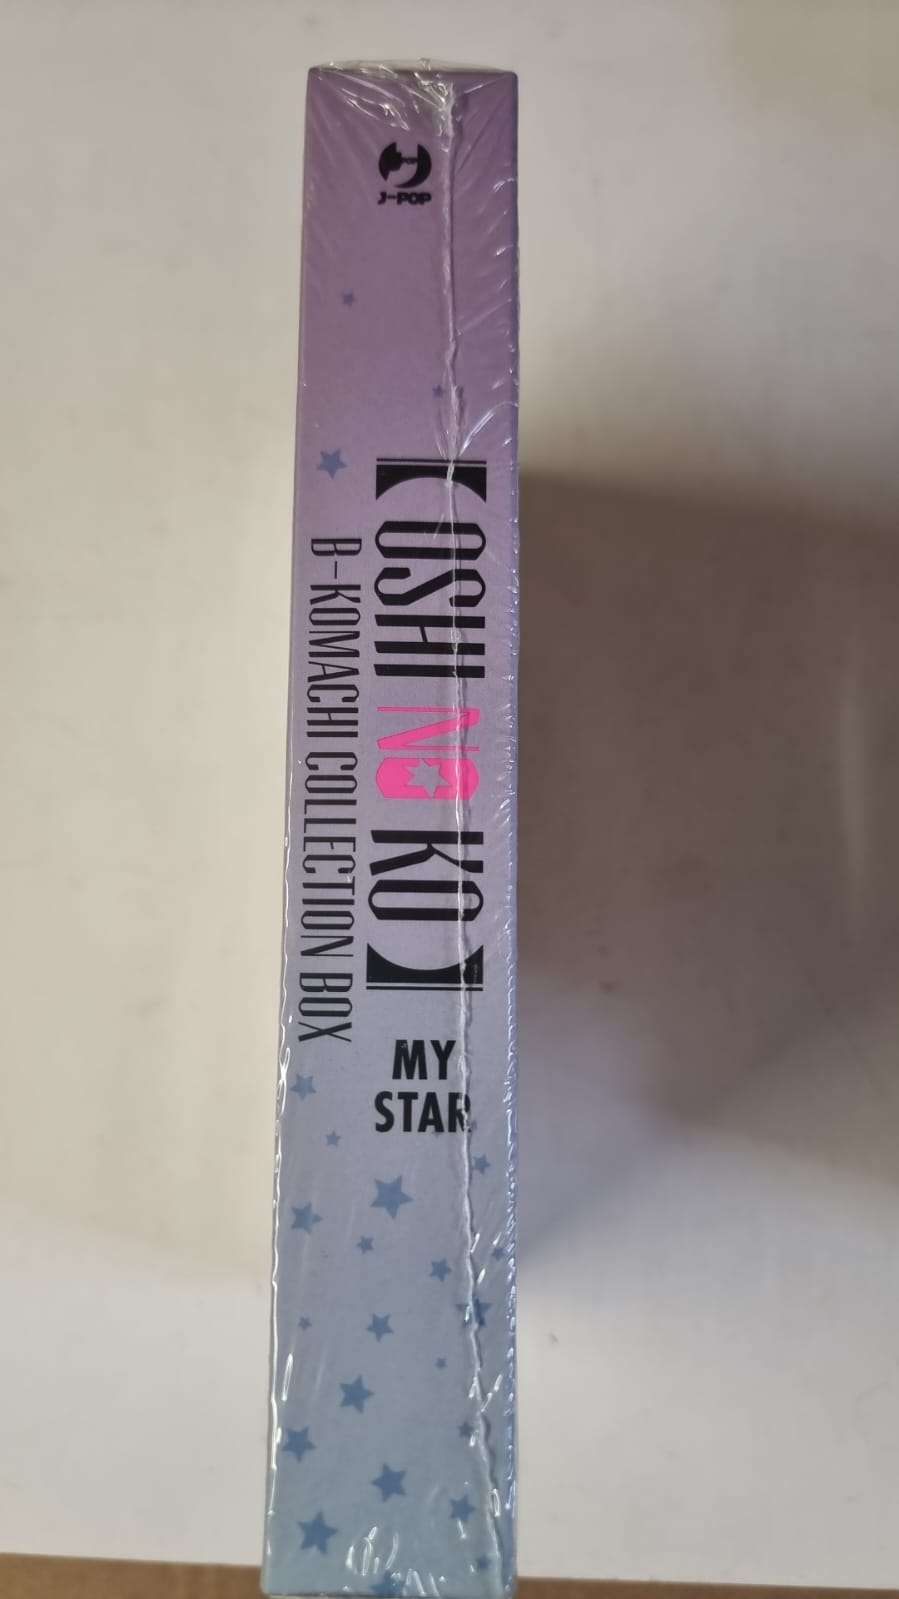 J-POP
【OSHI NO KO】
B-KOMACHI COLLECTION BOX
MY
STAR